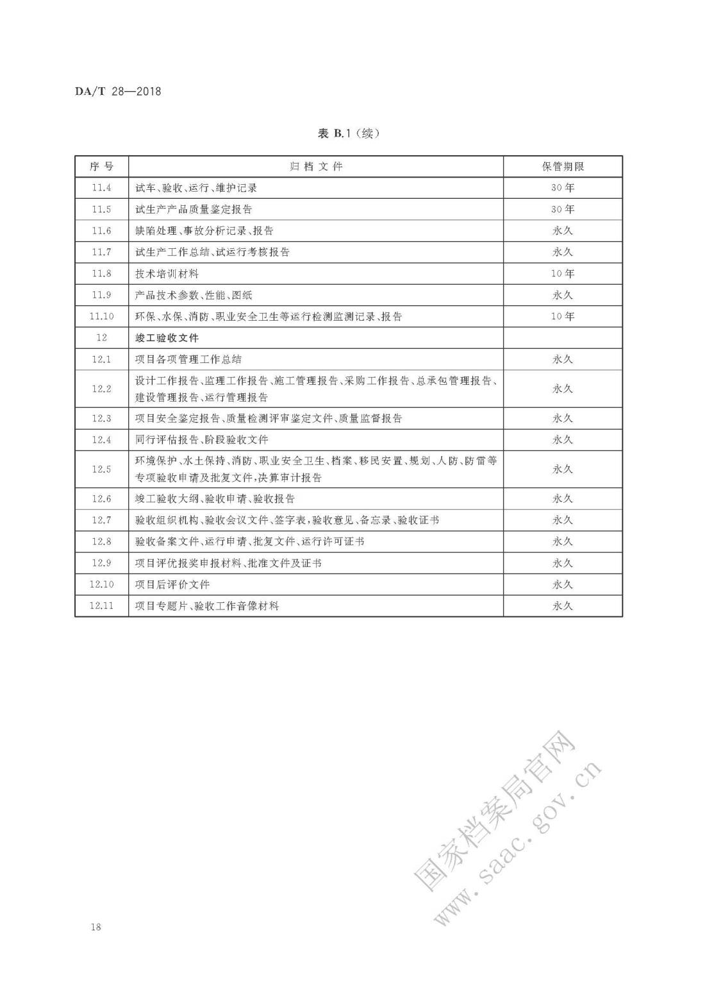 DA/T 28—2018
表 B.1（续）
序号 归档文件 保管期限
11.4 试车、验收、运行、维护记录 30 年
11.5 试生产产品质量鉴定报告 30 年
11.6 缺陷处理、事故分析记录、报告 永久
11.7 试生产工作总结、试运行考核报告 永久
11.8 技术培训材料 10 年
11.9 产品技术参数、性能、图纸 永久
11.10 环保、水保、消防、职业安全卫生等运行检测监测记录、报告 10 年
12 竣工验收文件
12.1 项目各项管理工作总结 永久
12.2 设计工作报告、监理工作报告、施工管理报告、采购工作报告、总承包管理报告、
建设管理报告、运行管理报告 永久
12.3 项目安全鉴定报告、质量检测评审鉴定文件、质量监督报告 永久
12.4 同行评估报告、阶段验收文件 永久
12.5 环境保护、水土保持、消防、职业安全卫生、档案、移民安置、规划、人防、防雷等
专项验收申请及批复文件，决算审计报告 永久
12.6 竣工验收大纲、验收申请、验收报告 永久
12.7 验收组织机构、验收会议文件、签字表，验收意见、备忘录、验收证书 永久
12.8 验收备案文件、运行申请、批复文件、运行许可证书 永久
12.9 项目评优报奖申报材料、批准文件及证书 永久
12.10 项目后评价文件 永久
12.11 项目专题片、验收工作音像材料 永久
国家档案局官网
www.saac.gov.cn
18